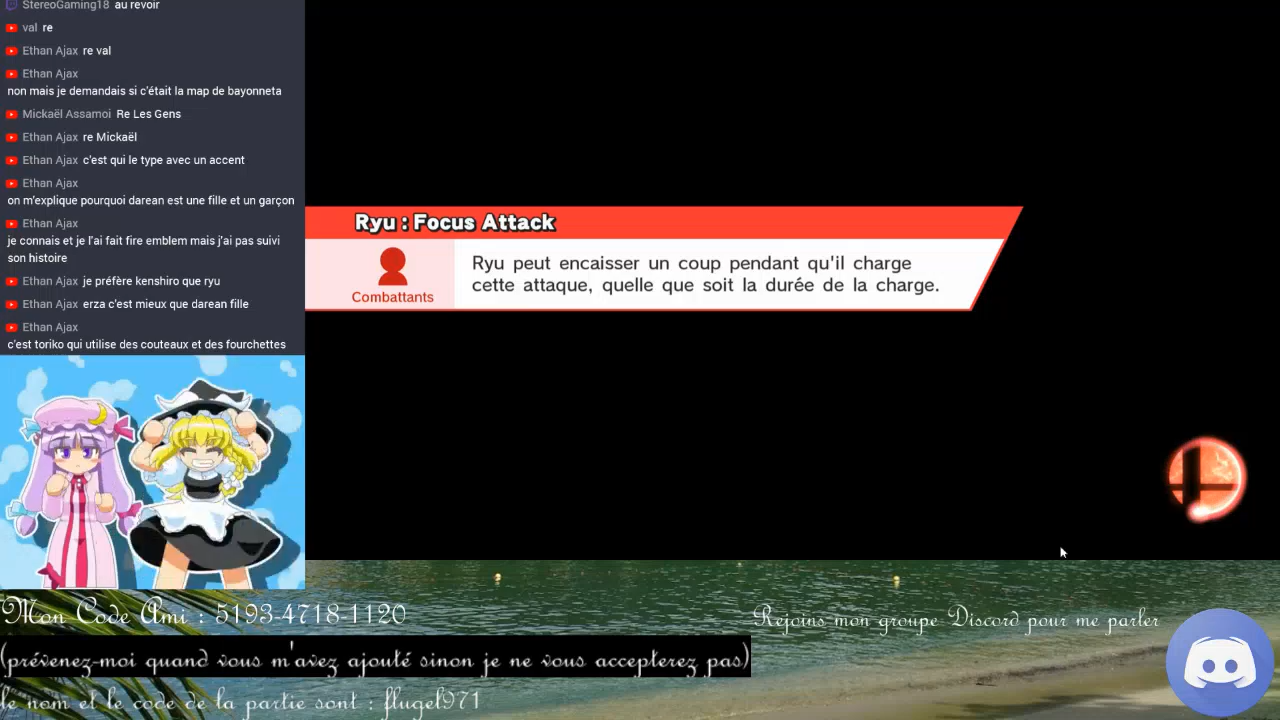 StereoGaming18 au revoir
val re
Ethan Ajax re val
Ethan Ajax
non mais je demandais si c'était la map de bayonneta
Mickaël Assamoi Re Les Gens
Ethan Ajax re Mickaël
Ethan Ajax c'est qui le type avec un accent
Ethan Ajax
on m'explique pourquoi darean est une fille et un garçon
Ethan Ajax
je connais et je l'ai fait fire emblem mais j'ai pas suivi
son histoire
Ethan Ajax je préfère kenshiro que ryu
Ethan Ajax erza c'est mieux que darean fille
Ethan Ajax
c'est toriko qui utilise des couteaux et des fourchettes
Ryu : Focus Attack
Combattants
Ryu peut encaisser un coup pendant qu'il charge
cette attaque, quelle que soit la durée de la charge.
Mon Code Ami : 5193-4718-1120
(prévenez-moi quand vous m'avez ajouté sinon je ne vous accepterez pas)
le nom et le code de la partie sont : flugel971
Rejoins mon groupe Discord pour me parler